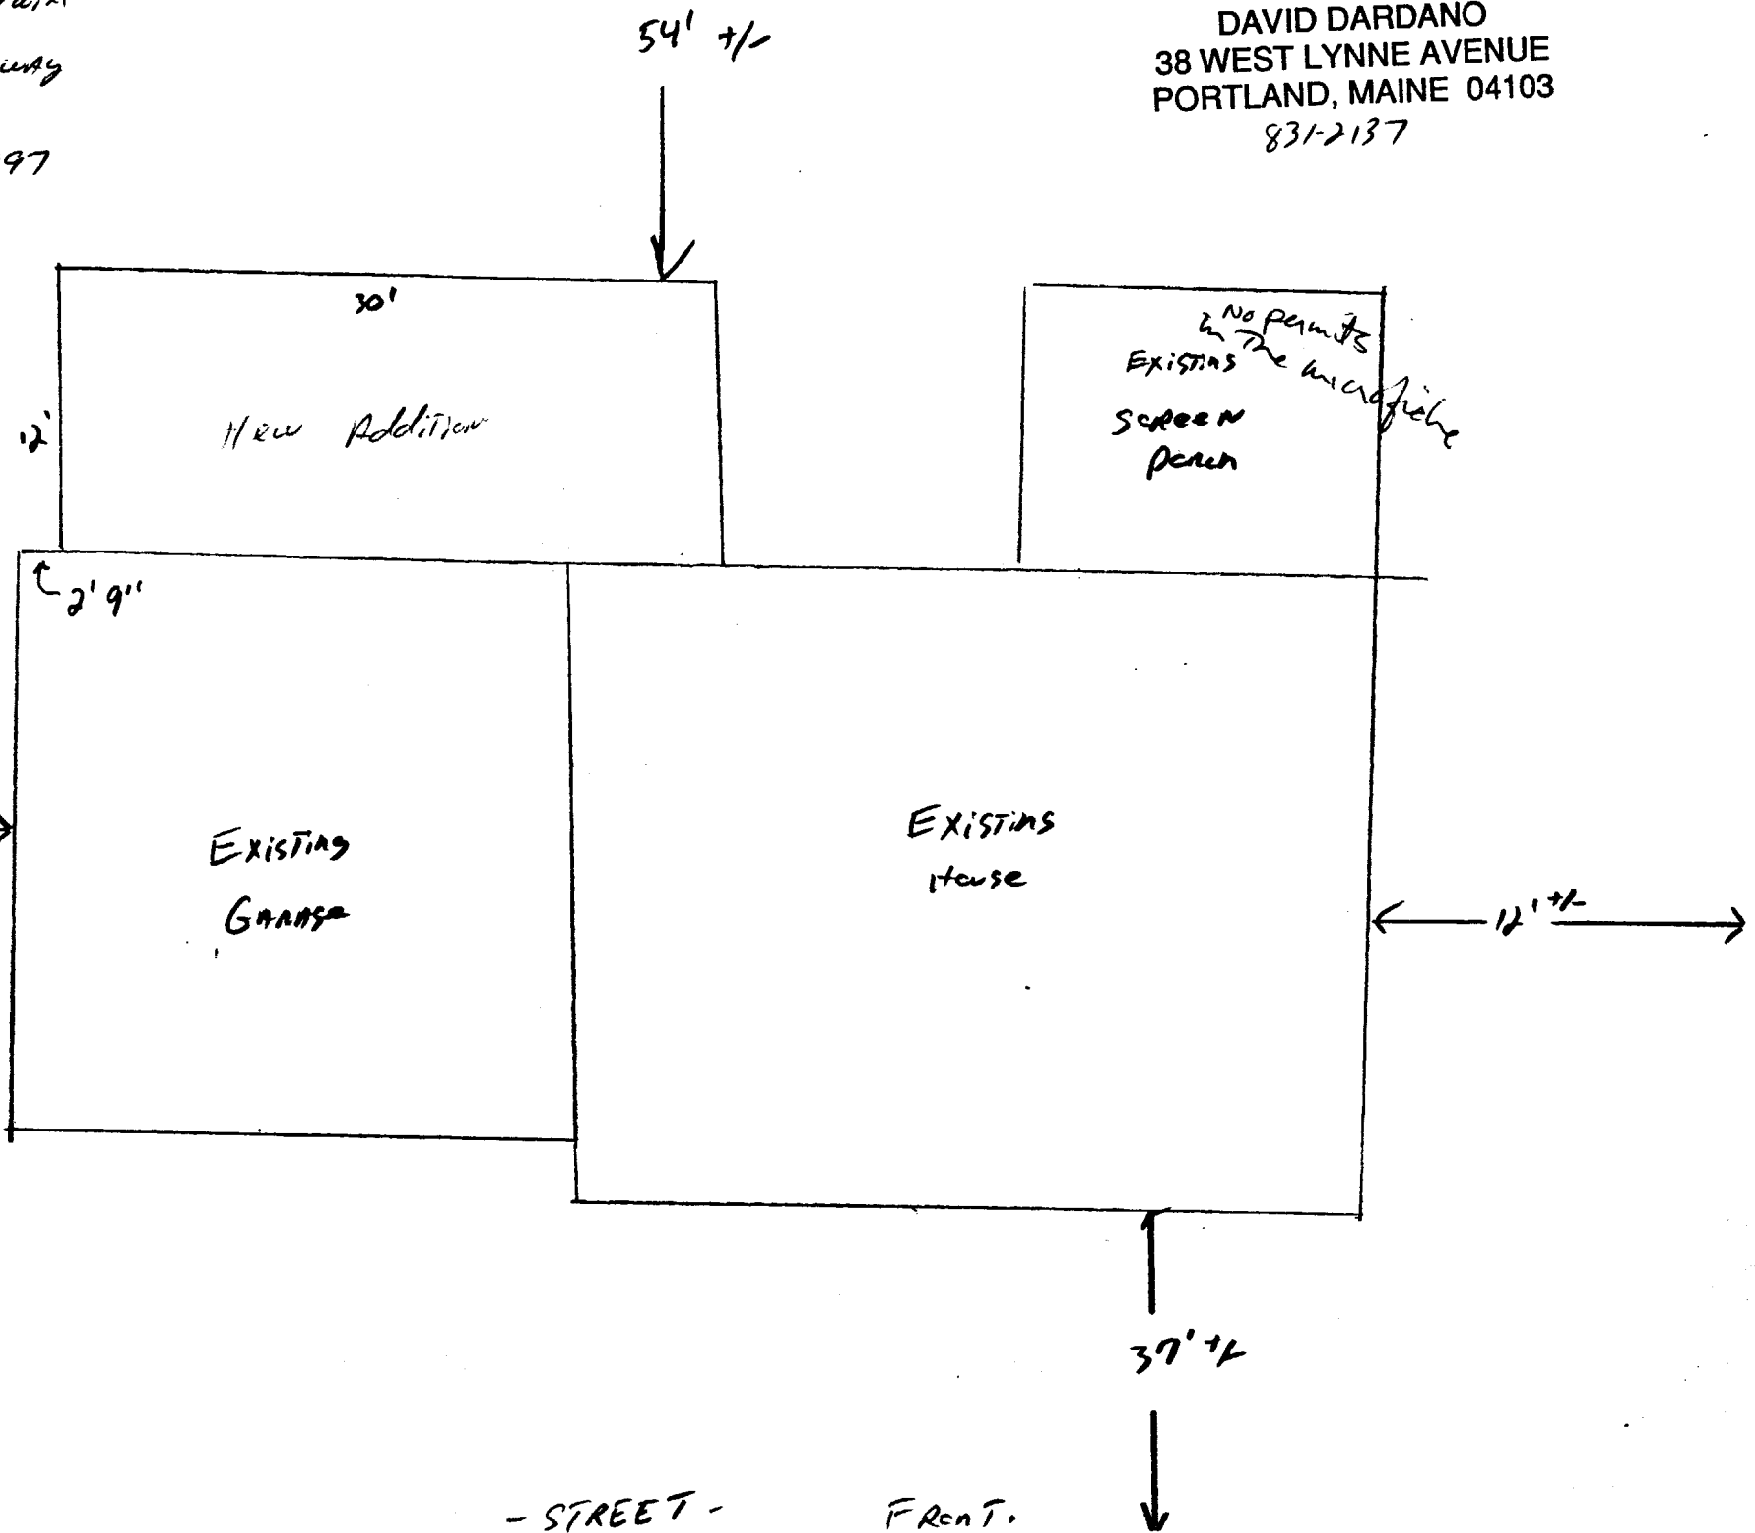 54' +/-
DAVID DARDANO
38 WEST LYNNE AVENUE
PORTLAND, MAINE 04103
831-2137
97
30'
12'
New Addition
No permits
in The microfiche
Existing
Screen
Porch
2' 9"
Existing
Garage
Existing
House
12' +/-
37' +/-
- STREET - FRONT.